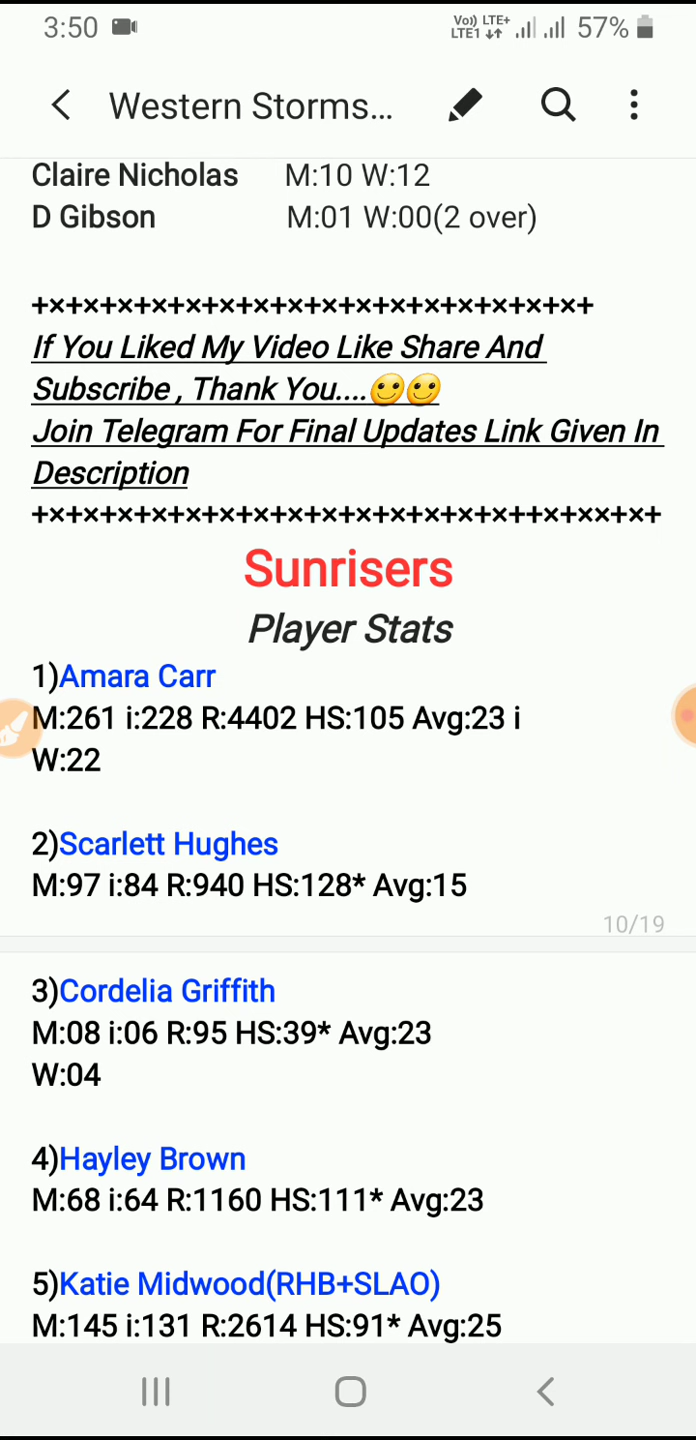 3:50
Vo)) LTE+
LTE1 57%
Western Storms...
Claire Nicholas M:10 W:12
D Gibson M:01 W:00(2 over)
+×+×+×+×+×+×+×+×+×+×+×+×+×+×+×+×+
If You Liked My Video Like Share And
Subscribe , Thank You....🙂🙂
Join Telegram For Final Updates Link Given In
Description
+×+×+×+×+×+×+×+×+×+×+×+×+×+×++×+××+×+
Sunrisers
Player Stats
1)Amara Carr
M:261 i:228 R:4402 HS:105 Avg:23 i
W:22
2)Scarlett Hughes
M:97 i:84 R:940 HS:128* Avg:15
10/19
3)Cordelia Griffith
M:08 i:06 R:95 HS:39* Avg:23
W:04
4)Hayley Brown
M:68 i:64 R:1160 HS:111* Avg:23
5)Katie Midwood(RHB+SLAO)
M:145 i:131 R:2614 HS:91* Avg:25